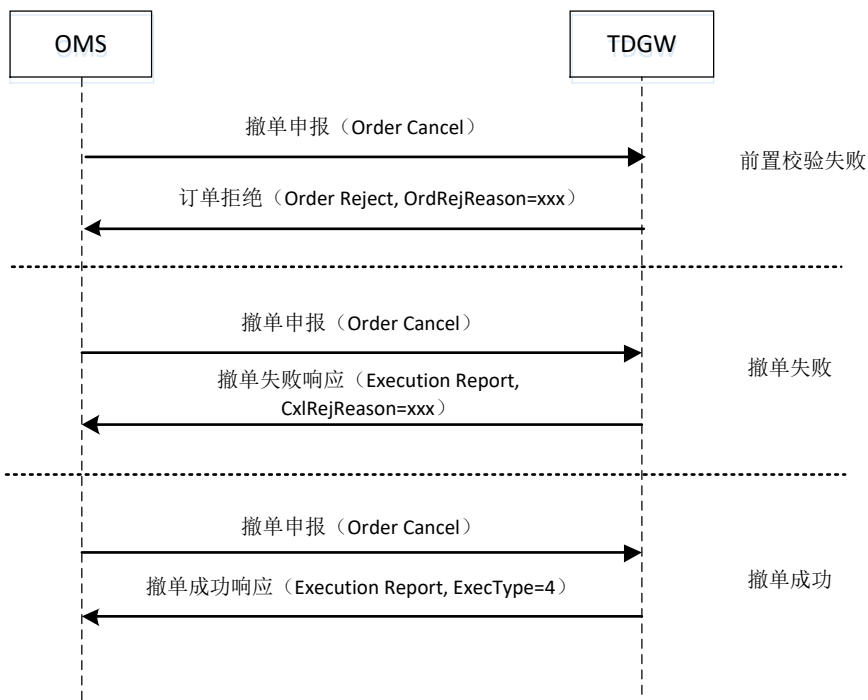 OMS
TDGW
撤单申报（Order Cancel）
前置校验失败
订单拒绝（Order Reject, OrdRejReason=xxx）
撤单申报（Order Cancel）
撤单失败
撤单失败响应（Execution Report,
CxlRejReason=xxx）
撤单申报（Order Cancel）
撤单成功
撤单成功响应（Execution Report, ExecType=4）